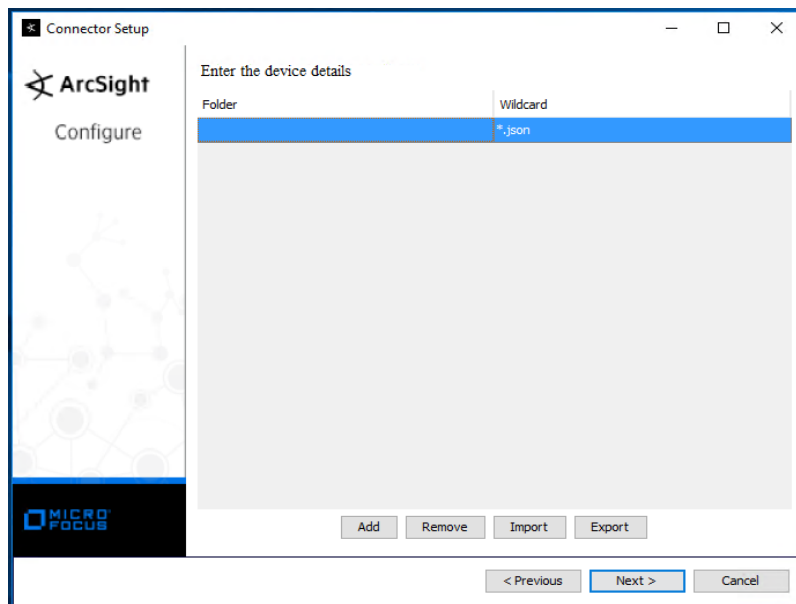 Connector Setup
ArcSight
Configure
Enter the device details
Folder Wildcard
*.json
MICRO
FOCUS
Add Remove Import Export
< Previous Next > Cancel